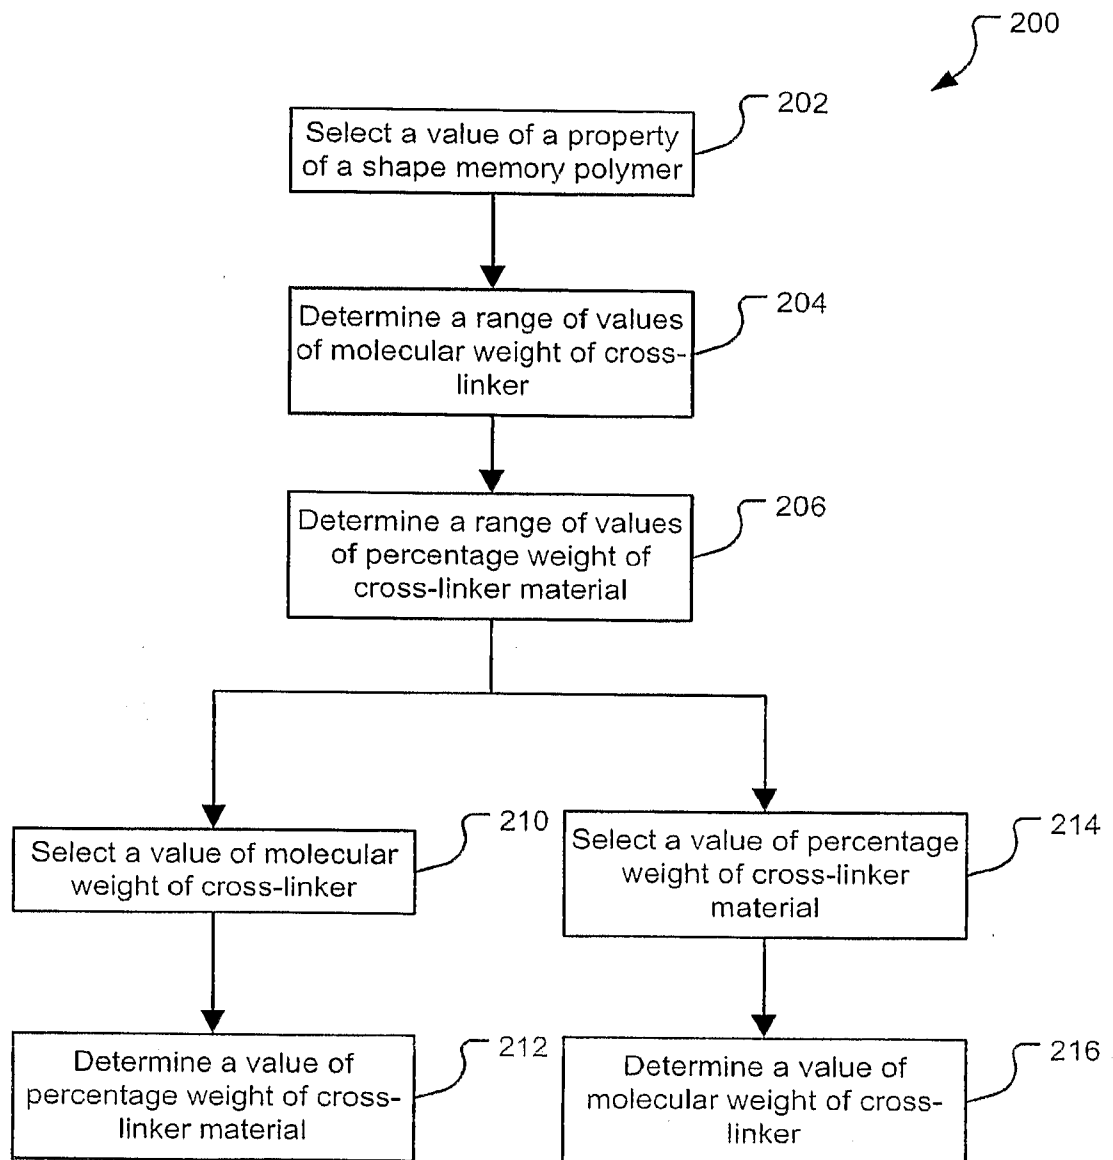 200
202
Select a value of a property
of a shape memory polymer
204
Determine a range of values
of molecular weight of cross-
linker
206
Determine a range of values
of percentage weight of
cross-linker material
210
Select a value of molecular
weight of cross-linker
214
Select a value of percentage
weight of cross-linker
material
212
Determine a value of
percentage weight of cross-
linker material
216
Determine a value of
molecular weight of cross-
linker